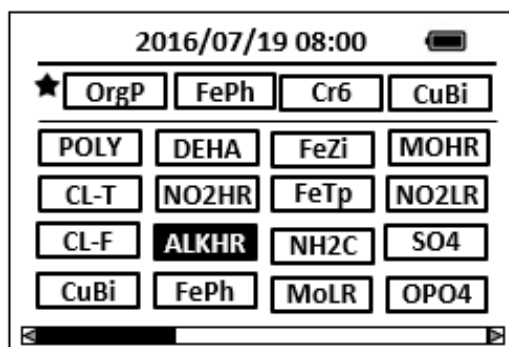 2016/07/19 08:00
OrgP FePh Cr6 CuBi
POLY DEHA FeZi MOHR
CL-T NO2HR FeTp NO2LR
CL-F ALKHR NH2C SO4
CuBi FePh MoLR OPO4